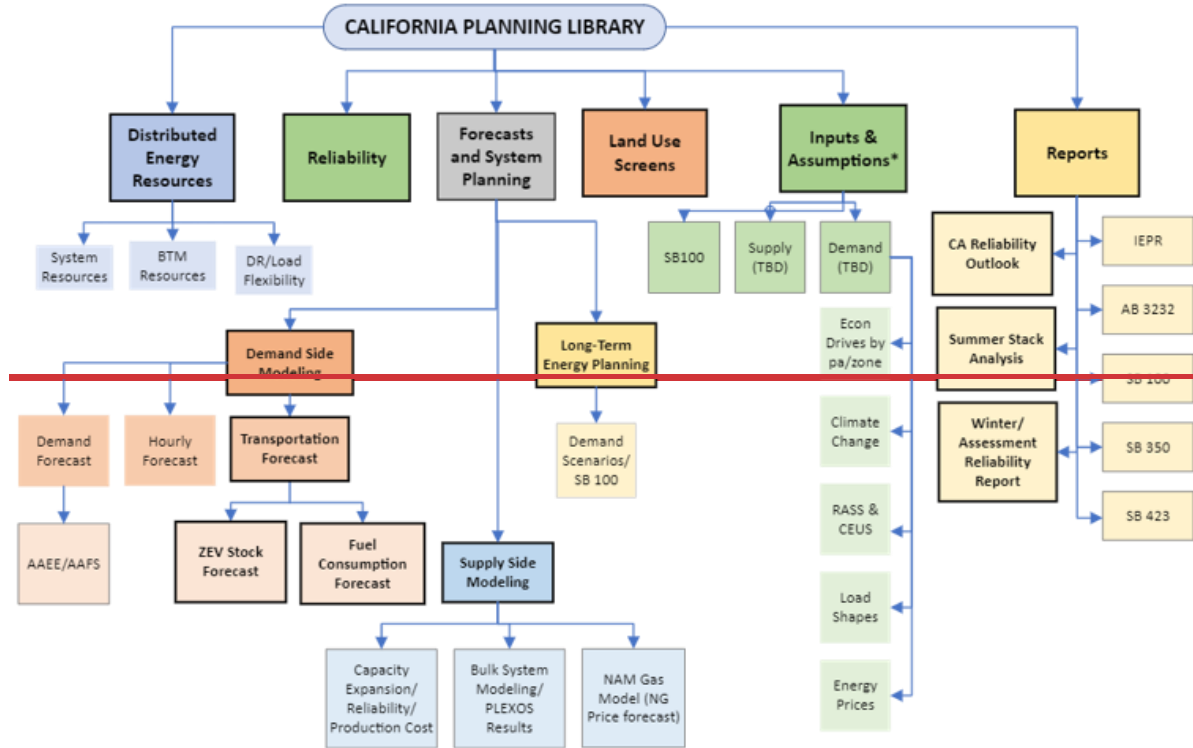 CALIFORNIA PLANNING LIBRARY
Distributed
Energy
Resources
Reliability
Forecasts
and System
Planning
Land Use
Screens
Inputs &
Assumptions*
Reports
System
Resources
BTM
Resources
DR/Load
Flexibility
SB100
Supply
(TBD)
Demand
(TBD)
CA Reliability
Outlook
IEPR
AB 3232
Demand Side
Modeling
Long-Term
Energy Planning
Econ
Drives by
pa/zone
Summer Stack
Analysis
SB 100
Demand
Forecast
Hourly
Forecast
Transportation
Forecast
Demand
Scenarios/
SB 100
Climate
Change
Winter/
Assessment
Reliability
Report
SB 350
SB 423
AAEE/AAFS
ZEV Stock
Forecast
Fuel
Consumption
Forecast
Supply Side
Modeling
RASS &
CEUS
Load
Shapes
Capacity
Expansion/
Reliability/
Production Cost
Bulk System
Modeling/
PLEXOS
Results
NAM Gas
Model (NG
Price forecast)
Energy
Prices